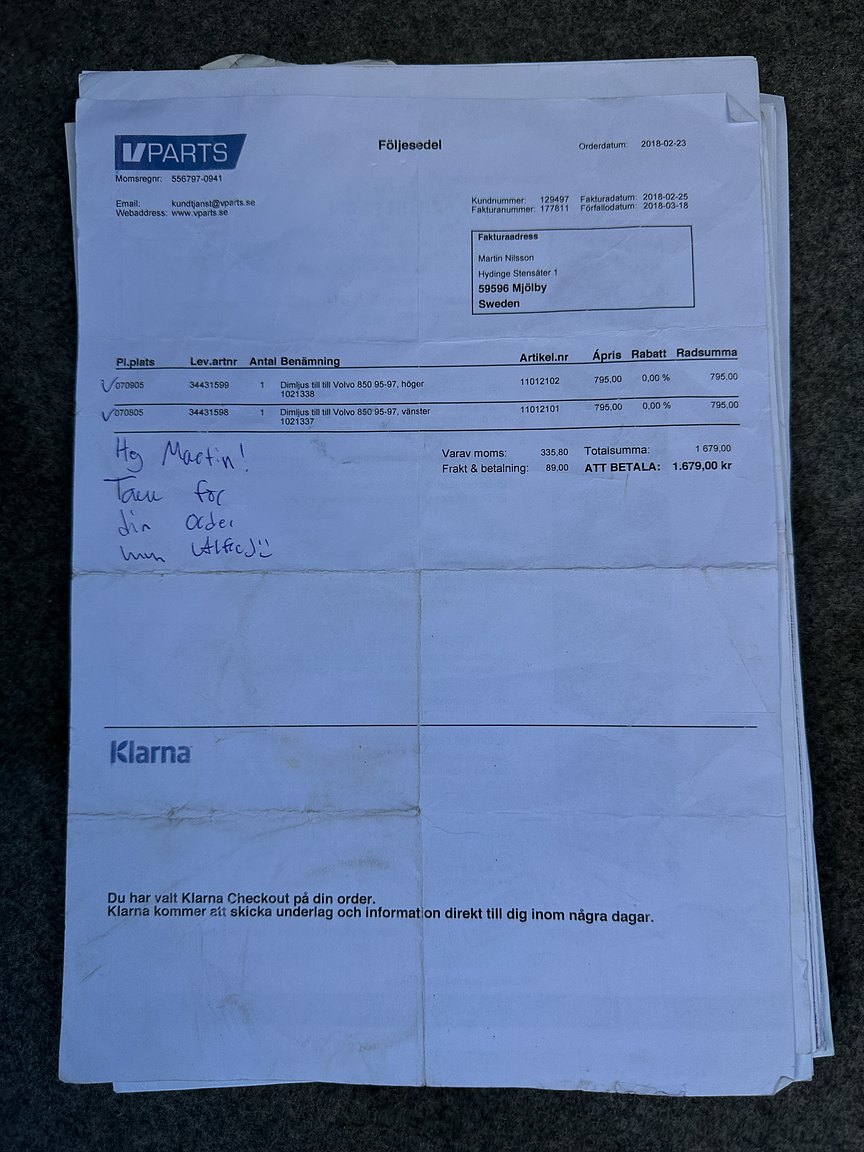 VPARTS
Följesedel
Orderdatum: 2018-02-23
Momsregnr: 556797-0941
Email: kundtjanst@vparts.se
Webaddress: www.vparts.se
Kundnummer: 129497 Fakturadatum: 2018-02-25
Fakturanummer: 177811 Förfallodatum: 2018-03-18
Fakturaadress
Martin Nilsson
Hydinge Stensäter 1
59596 Mjölby
Sweden
Pl.plats Lev.artnr Antal Benämning Artikel.nr Ápris Rabatt Radsumma
070905 34431599 1 Dimljus till till Volvo 850 95-97, höger 11012102 795,00 0,00 % 795,00
1021338
070805 34431598 1 Dimljus till till Volvo 850 95-97, vänster 11012101 795,00 0,00 % 795,00
1021337
Varav moms: 335,80 Totalsumma: 1 679,00
Frakt & betalning: 89.00 ATT BETALA: 1.679,00 kr
Martin!
för
din order
Klarna
Du har valt Klarna Checkout på din order.
Klarna kommer att skicka underlag och information direkt till dig inom några dagar.